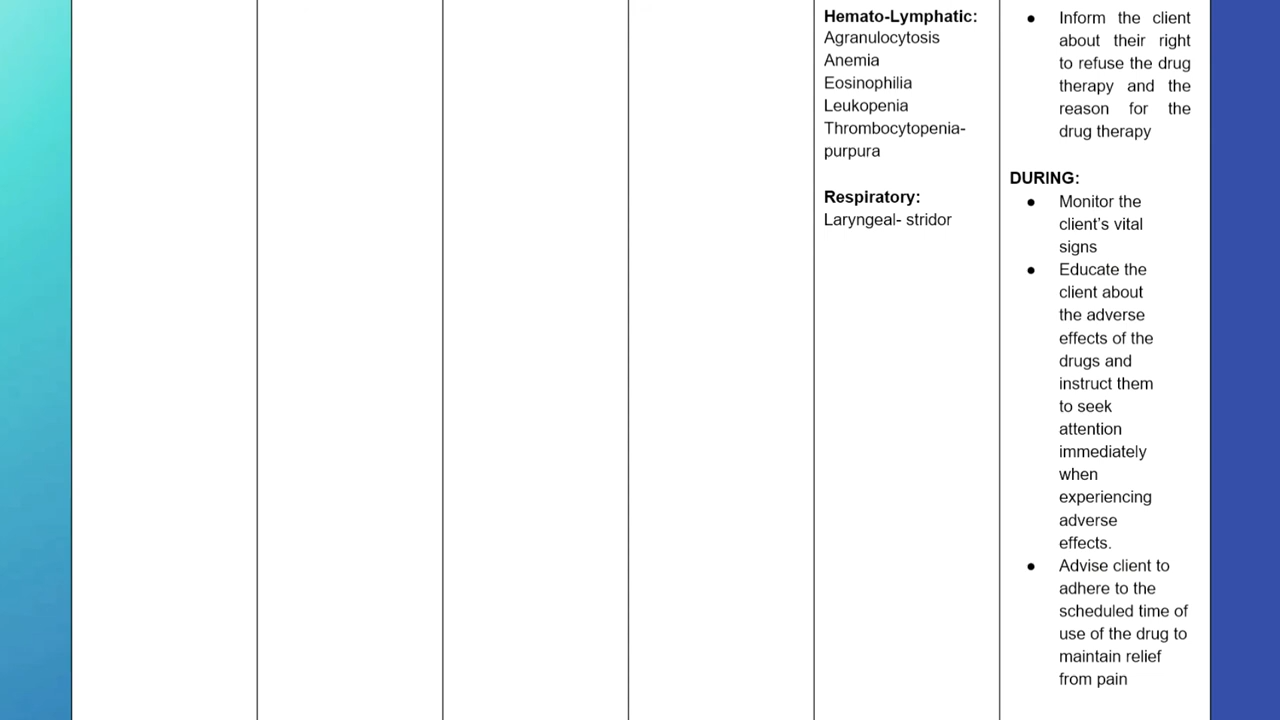 Hemato-Lymphatic:
Agranulocytosis
Anemia
Eosinophilia
Leukopenia
Thrombocytopenia-
purpura
Respiratory:
Laryngeal- stridor
● Inform the client
about their right
to refuse the drug
therapy and the
reason for the
drug therapy
DURING:
● Monitor the
client's vital
signs
● Educate the
client about
the adverse
effects of the
drugs and
instruct them
to seek
attention
immediately
when
experiencing
adverse
effects.
● Advise client to
adhere to the
scheduled time of
use of the drug to
maintain relief
from pain